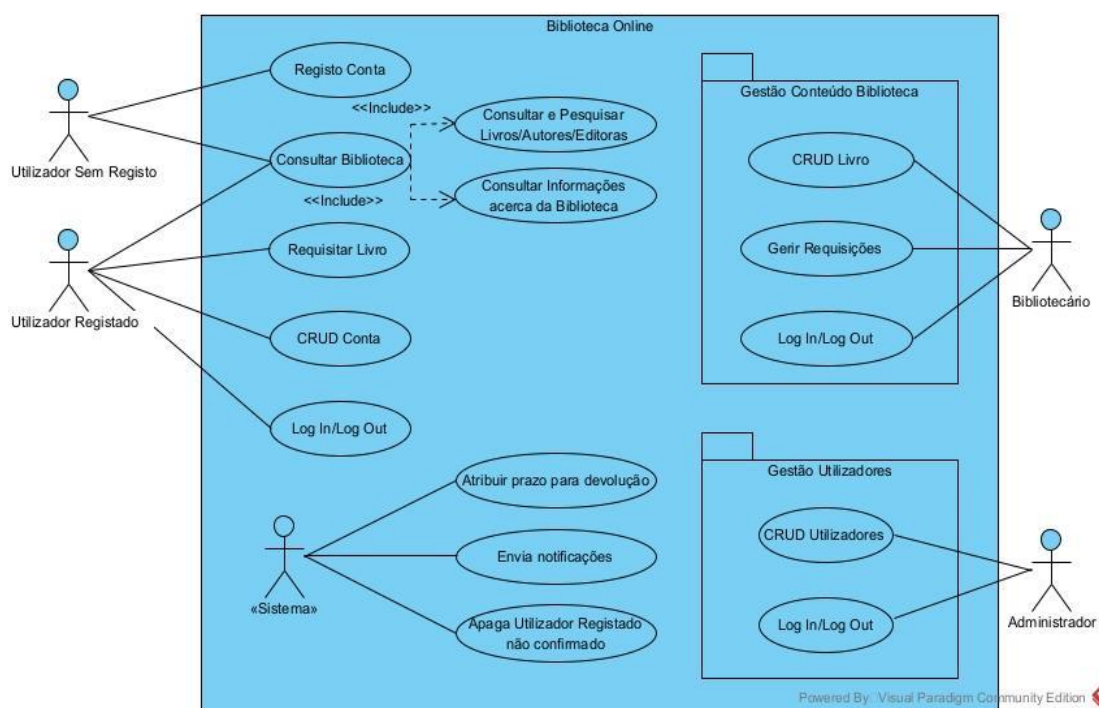 Biblioteca Online
Registo Conta
<<Include>>
Consultar e Pesquisar
Livros/Autores/Editoras
Consultar Biblioteca
<<Include>>
Consultar Informações
acerca da Biblioteca
Utilizador Sem Registo
Requisitar Livro
Utilizador Registado
CRUD Conta
Log In/Log Out
Gestão Conteúdo Biblioteca
CRUD Livro
Gerir Requisições
Log In/Log Out
Bibliotecário
Atribuir prazo para devolução
Envia notificações
«Sistema»
Apaga Utilizador Registado
não confirmado
Gestão Utilizadores
CRUD Utilizadores
Log In/Log Out
Administrador
Powered By: Visual Paradigm Community Edition